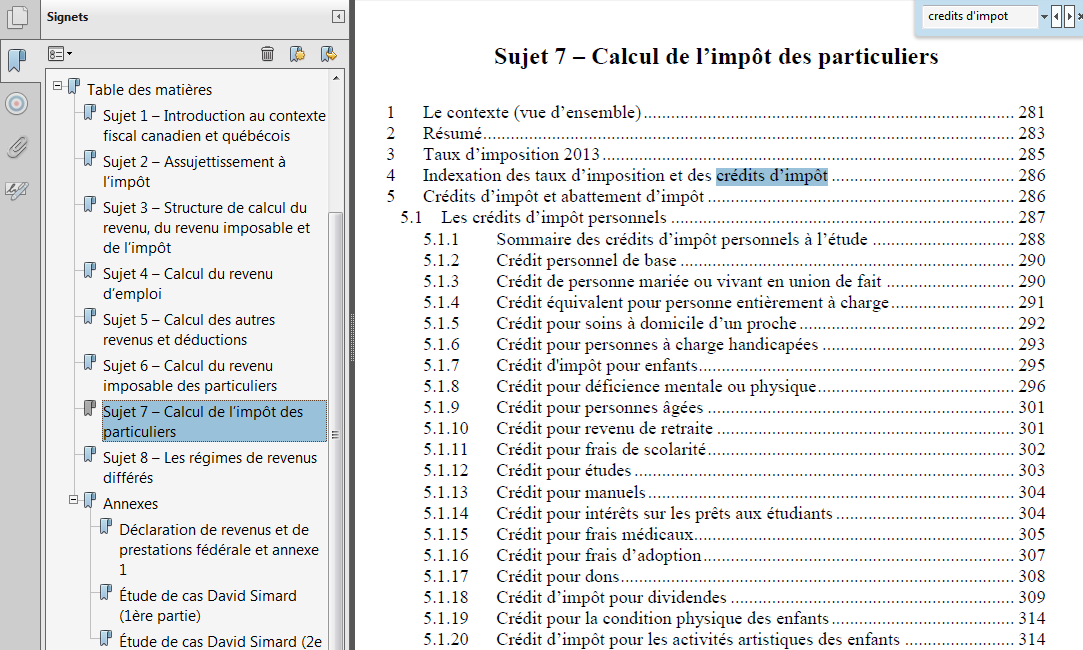 Signets
Table des matières
Sujet 1 – Introduction au contexte
fiscal canadien et québécois
Sujet 2 – Assujettissement à
l’impôt
Sujet 3 – Structure de calcul du
revenu, du revenu imposable et
de l’impôt
Sujet 4 – Calcul du revenu
d’emploi
Sujet 5 – Calcul des autres
revenus et déductions
Sujet 6 – Calcul du revenu
imposable des particuliers
Sujet 7 – Calcul de l’impôt des
particuliers
Sujet 8 – Les régimes de revenus
différés
Annexes
Déclaration de revenus et de
prestations fédérale et annexe
1
Étude de cas David Simard
(1ère partie)
Étude de cas David Simard (2e
credits d'impot
Sujet 7 – Calcul de l’impôt des particuliers
1 Le contexte (vue d’ensemble) 281
2 Résumé 283
3 Taux d’imposition 2013 285
4 Indexation des taux d’imposition et des crédits d’impôt 286
5 Crédits d’impôt et abattement d’impôt 286
5.1 Les crédits d’impôt personnels 287
5.1.1 Sommaire des crédits d’impôt personnels à l’étude 288
5.1.2 Crédit personnel de base 290
5.1.3 Crédit de personne mariée ou vivant en union de fait 290
5.1.4 Crédit équivalent pour personne entièrement à charge 291
5.1.5 Crédit pour soins à domicile d’un proche 292
5.1.6 Crédit pour personnes à charge handicapées 293
5.1.7 Crédit d'impôt pour enfants 295
5.1.8 Crédit pour déficience mentale ou physique 296
5.1.9 Crédit pour personnes âgées 301
5.1.10 Crédit pour revenu de retraite 301
5.1.11 Crédit pour frais de scolarité 302
5.1.12 Crédit pour études 303
5.1.13 Crédit pour manuels 304
5.1.14 Crédit pour intérêts sur les prêts aux étudiants 304
5.1.15 Crédit pour frais médicaux 305
5.1.16 Crédit pour frais d’adoption 307
5.1.17 Crédit pour dons 308
5.1.18 Crédit d’impôt pour dividendes 309
5.1.19 Crédit pour la condition physique des enfants 314
5.1.20 Crédit d’impôt pour les activités artistiques des enfants 314